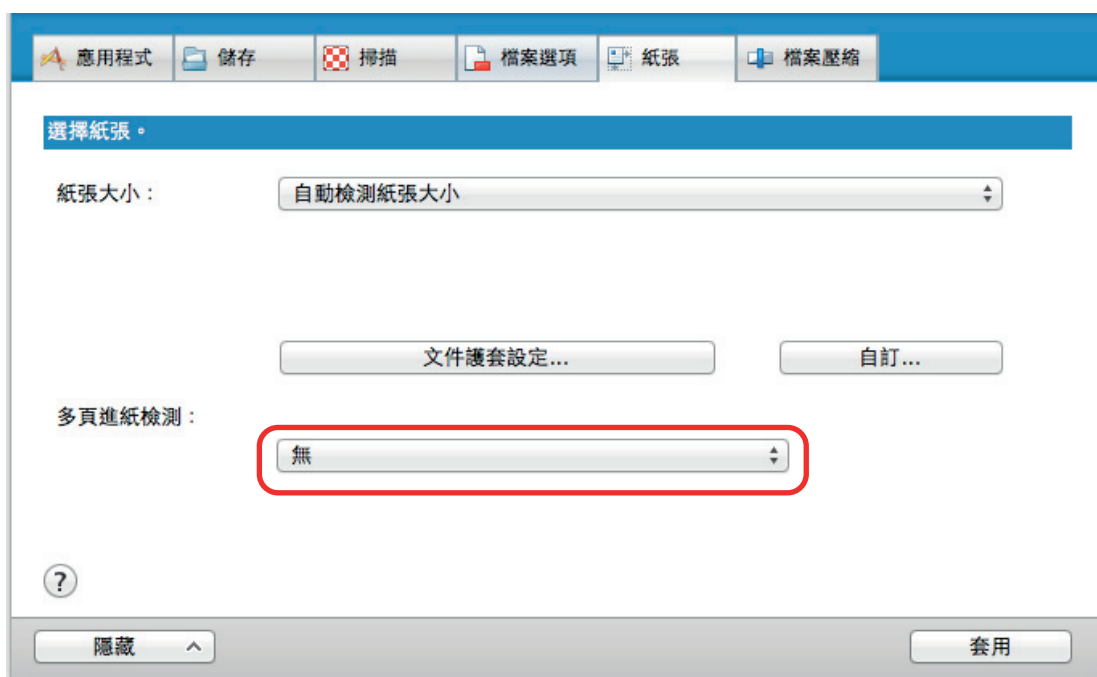 應用程式 儲存 掃描 檔案選項 紙張 檔案壓縮
選擇紙張。
紙張大小： 自動檢測紙張大小
文件護套設定... 自訂...
多頁進紙檢測：
無
?
隱藏 套用